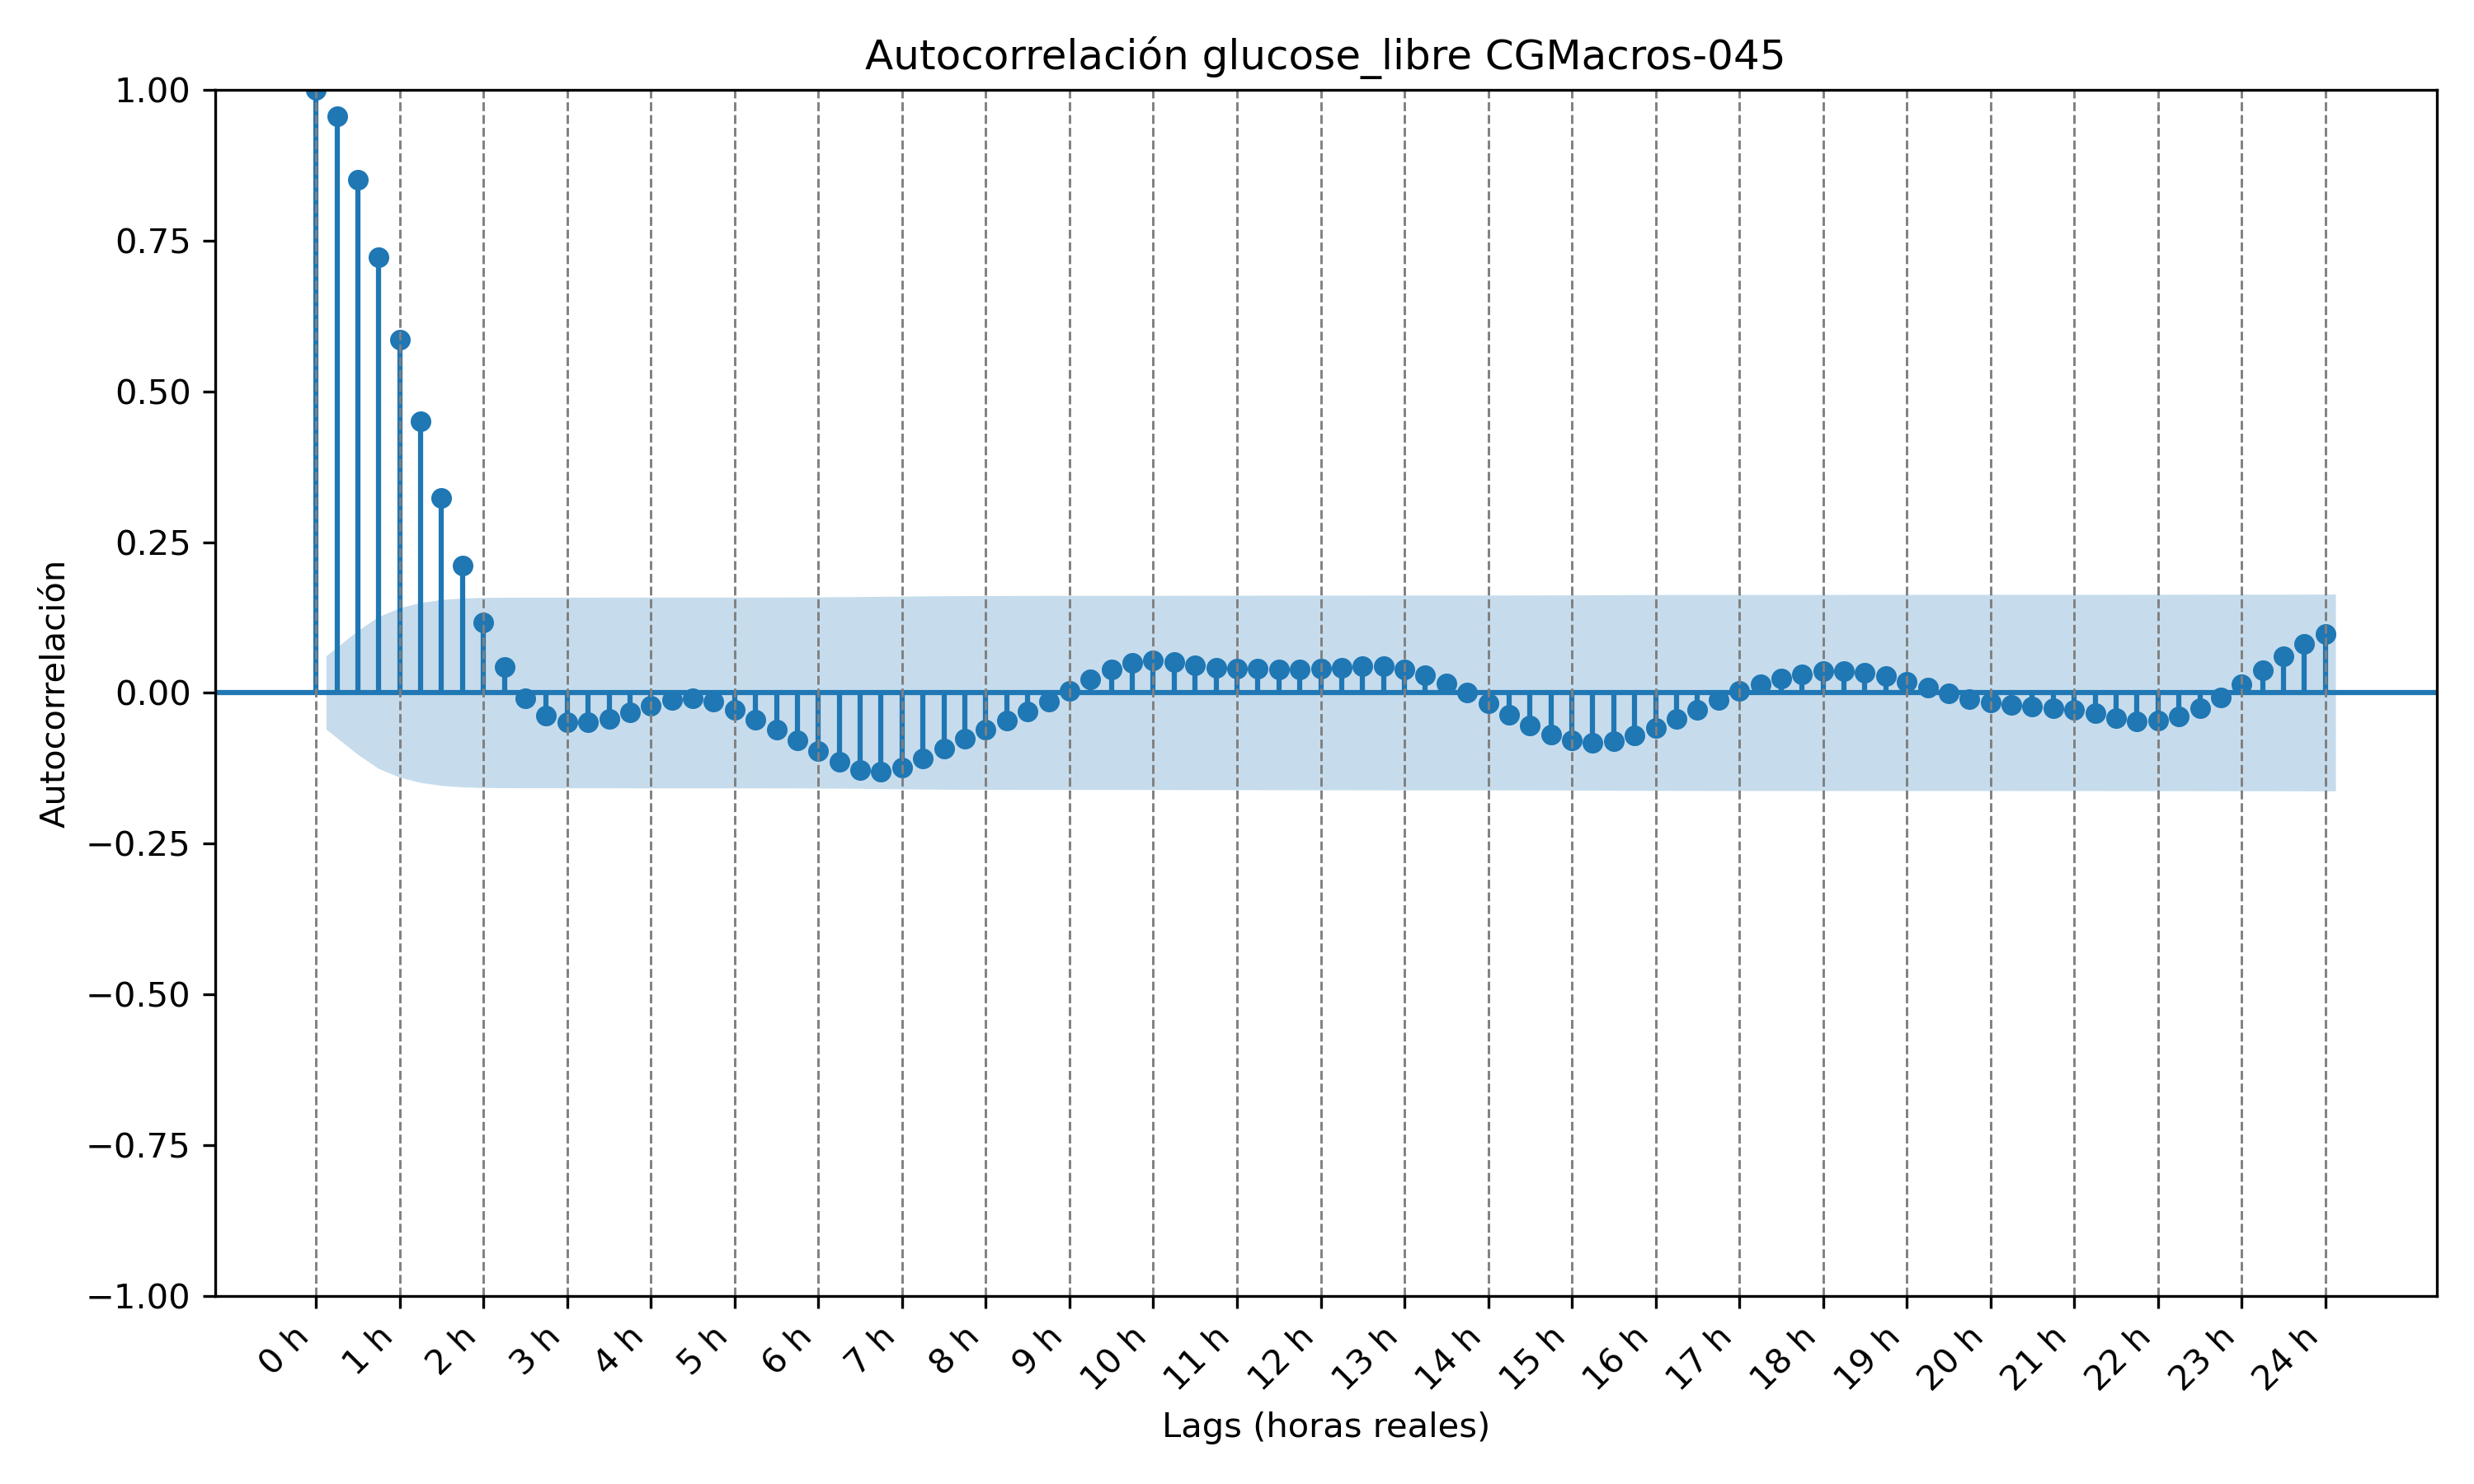 Autocorrelación glucose_libre CGMacros-045
Autocorrelación
1.00
0.75
0.50
0.25
0.00
−0.25
−0.50
−0.75
−1.00
0 h
1 h
2 h
3 h
4 h
5 h
6 h
7 h
8 h
9 h
10 h
11 h
12 h
13 h
14 h
15 h
16 h
17 h
18 h
19 h
20 h
21 h
22 h
23 h
24 h
Lags (horas reales)